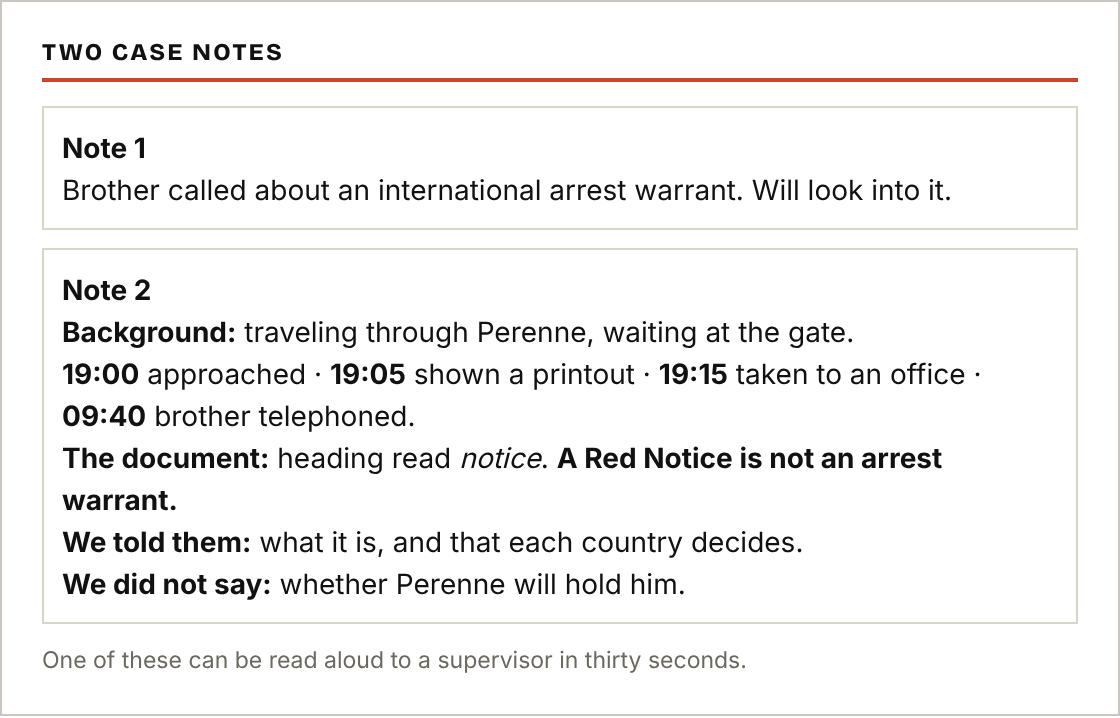 TWO CASE NOTES
Note 1
Brother called about an international arrest warrant. Will look into it.
Note 2
Background: traveling through Perenne, waiting at the gate.
19:00 approached · 19:05 shown a printout · 19:15 taken to an office ·
09:40 brother telephoned.
The document: heading read notice. A Red Notice is not an arrest
warrant.
We told them: what it is, and that each country decides.
We did not say: whether Perenne will hold him.
One of these can be read aloud to a supervisor in thirty seconds.